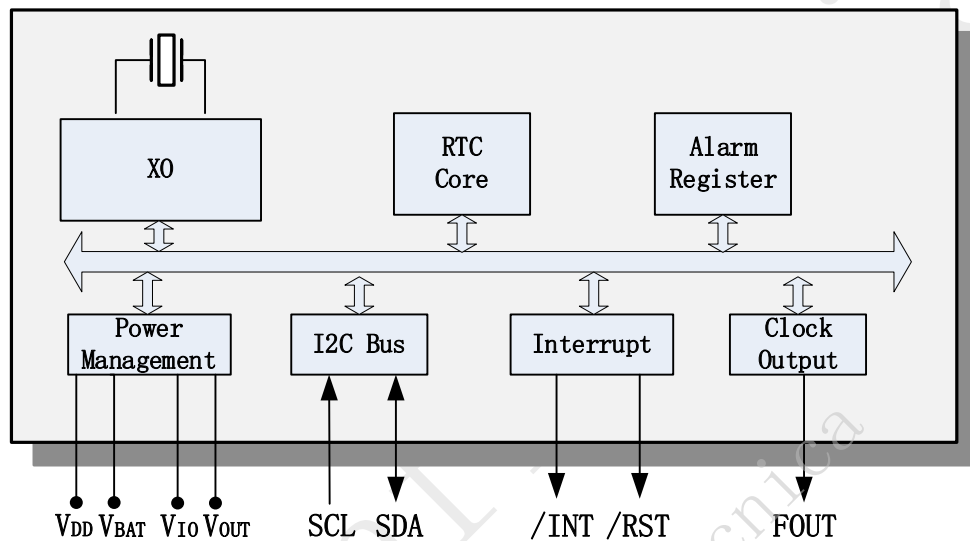 XO
RTC
Core
Alarm
Register
Power
Management
I2C Bus
Interrupt
Clock
Output
VDD VBAT VIO VOUT SCL SDA /INT /RST FOUT